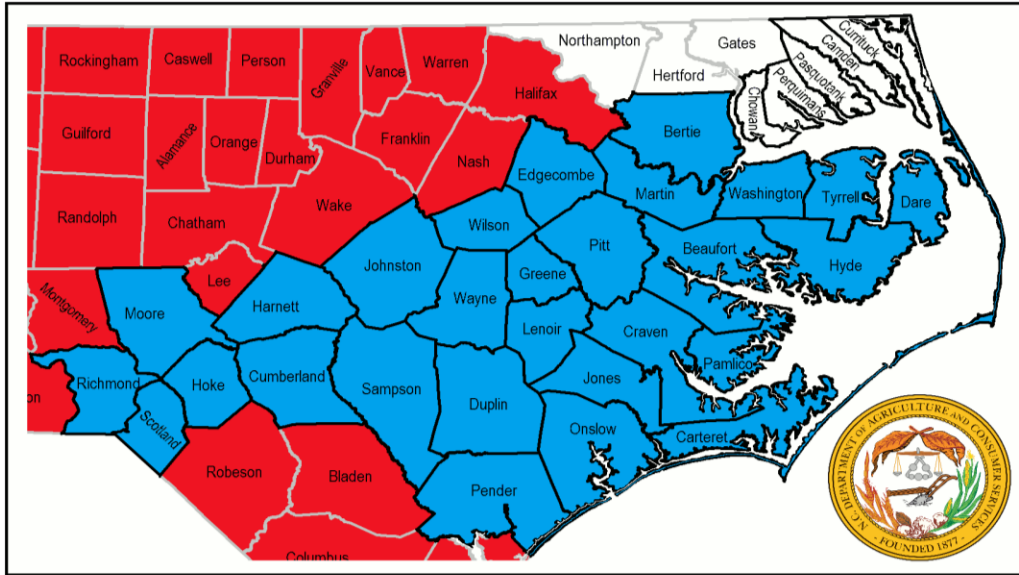 Northampton
Gates
Currituck
Camden
Pasquotank
Perquimans
Chowan
Hertford
Rockingham
Caswell
Person
Granville
Vance
Warren
Halifax
Bertie
Guilford
Alamance
Orange
Durham
Franklin
Nash
Edgecombe
Martin
Washington
Tyrrell
Dare
Randolph
Chatham
Wake
Wilson
Pitt
Beaufort
Hyde
Johnston
Greene
Lee
Harnett
Wayne
Montgomery
Moore
Lenoir
Craven
Pamlico
Richmond
Hoke
Cumberland
Sampson
Duplin
Jones
on
Scotland
Onslow
Carteret
Robeson
Bladen
Pender
Columbus
N.C. DEPARTMENT OF AGRICULTURE AND CONSUMER SERVICES
- FOUNDED 1877 -